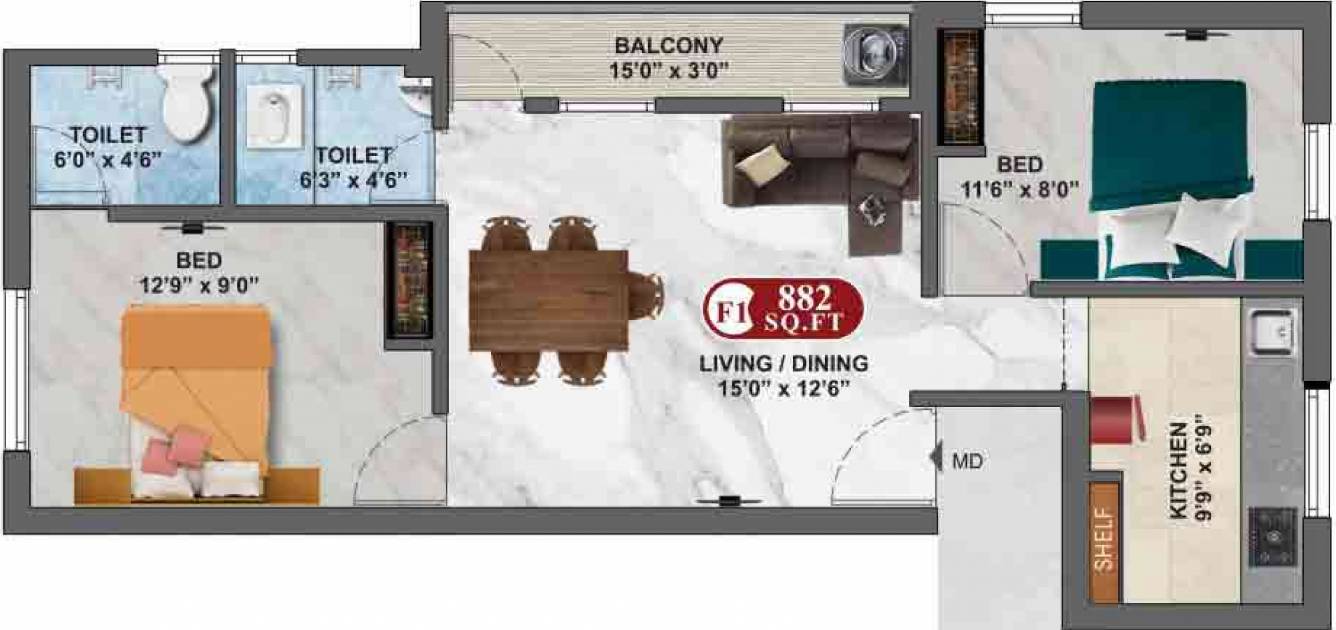 BALCONY
15'0" x 3'0"
TOILET
6'0" x 4'6"
TOILET
6'3" x 4'6"
BED
11'6" x 8'0"
BED
12'9" x 9'0"
F1 882
SQ.FT
LIVING / DINING
15'0" x 12'6"
MD
KITCHEN
9'9" x 6'9"
SHELF